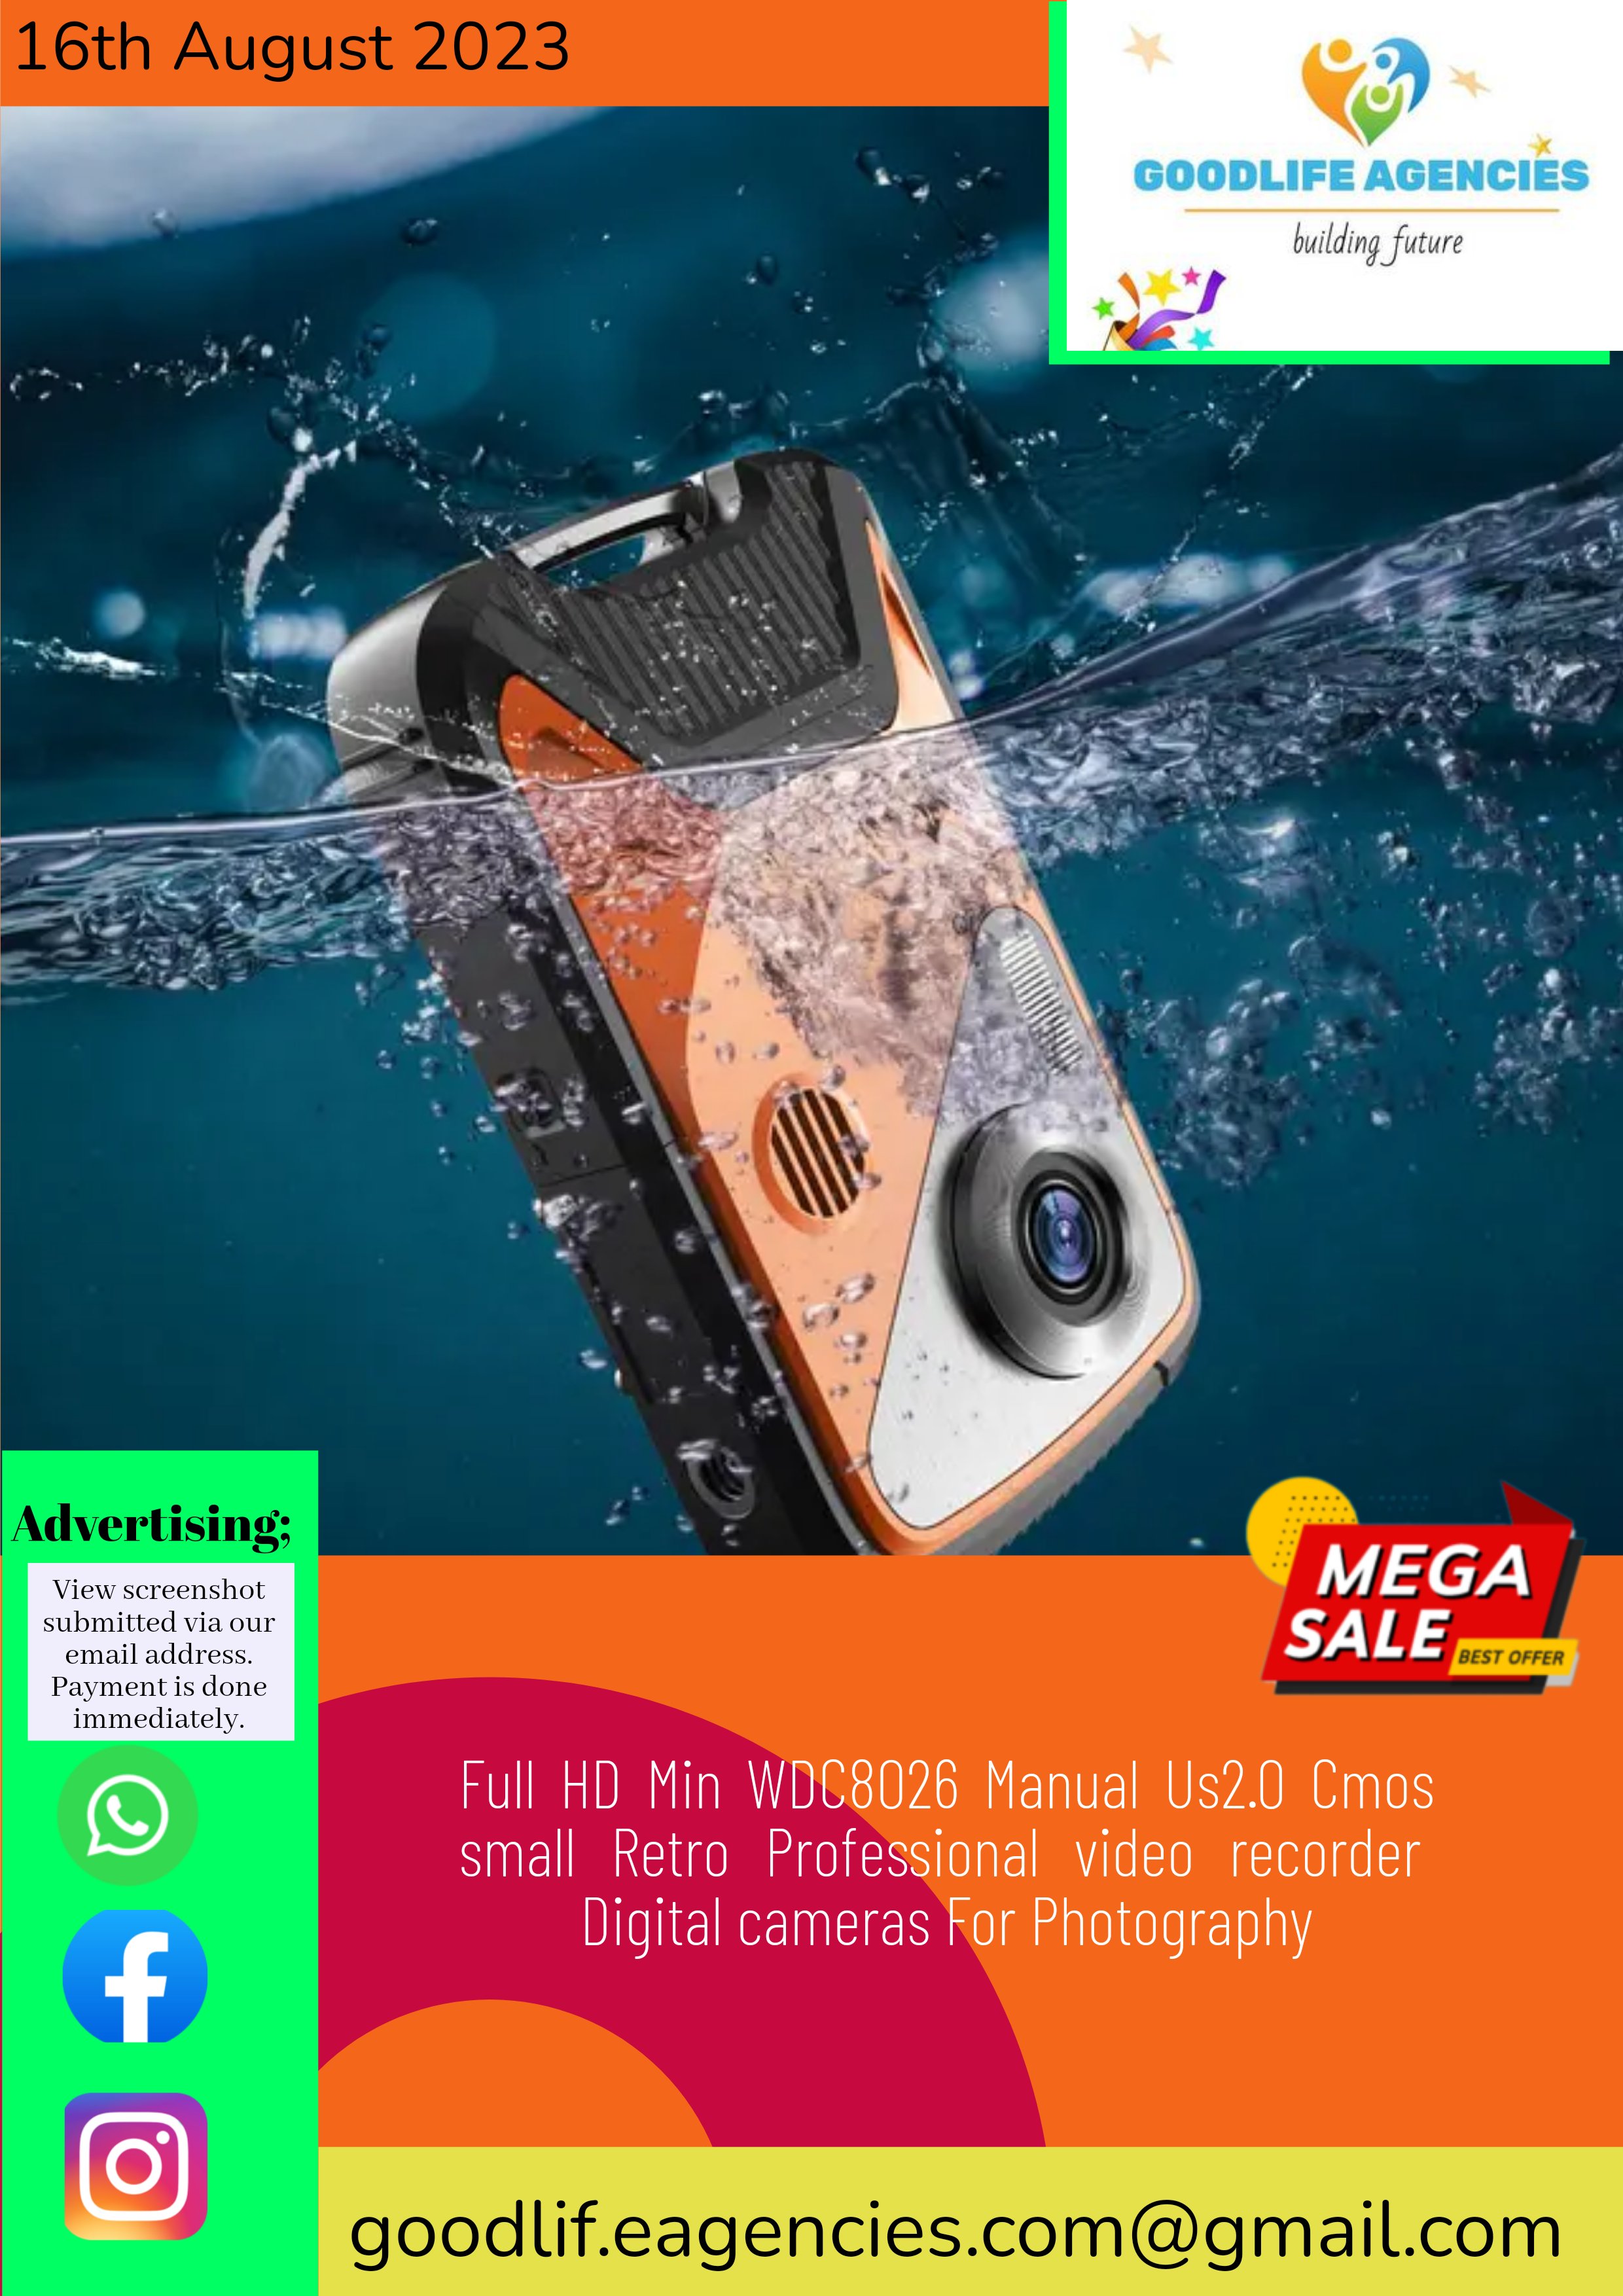 16th August 2023
GOODLIFE AGENCIES
building future
Advertising;
View screenshot
submitted via our
email address.
Payment is done
immediately.
MEGA
SALE
BEST OFFER
Full HD Min WDC8026 Manual Us2.0 Cmos
small Retro Professional video recorder
Digital cameras For Photography
goodlif.eagencies.com@gmail.com